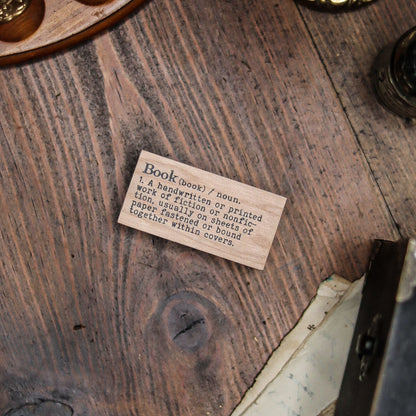 Book (book) / noun.
1. A handwritten or printed
work of fiction or nonfic-
tion, usually on sheets of
paper fastened or bound
together within covers.